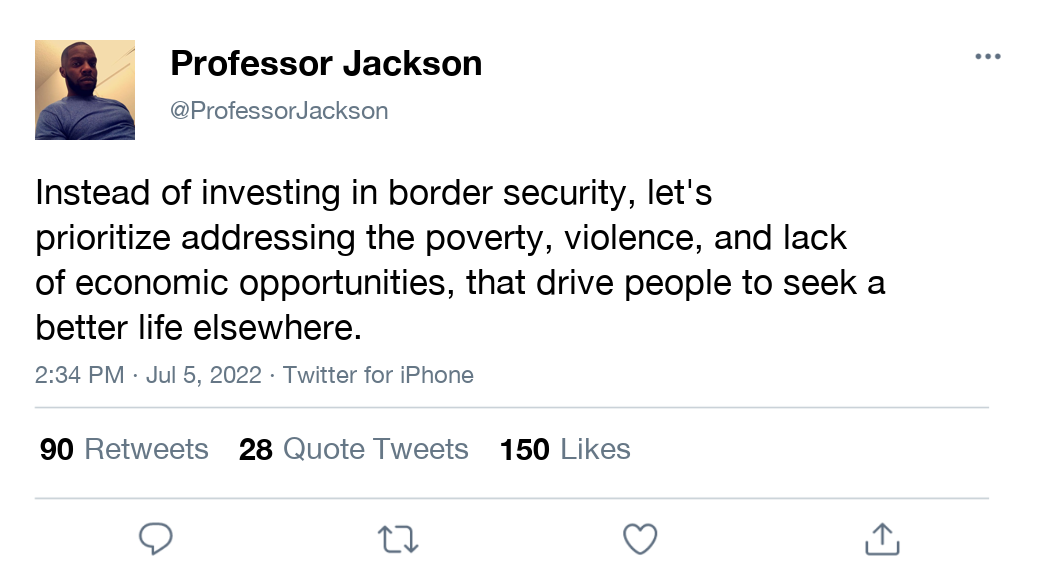 Professor Jackson
@ProfessorJackson
Instead of investing in border security, let's
prioritize addressing the poverty, violence, and lack
of economic opportunities, that drive people to seek a
better life elsewhere.
2:34 PM · Jul 5, 2022 · Twitter for iPhone
90 Retweets 28 Quote Tweets 150 Likes